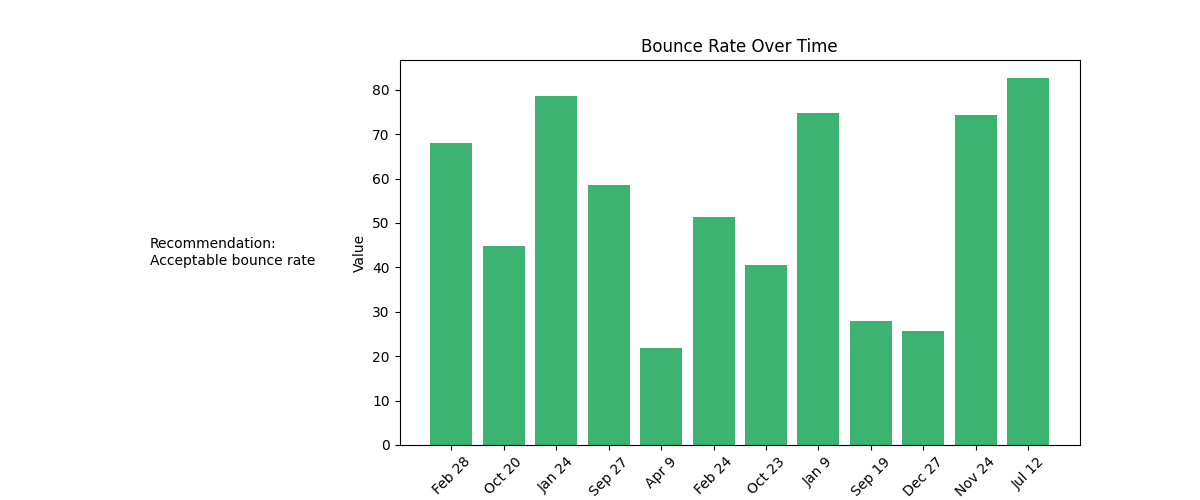 Bounce Rate Over Time
Recommendation:
Acceptable bounce rate
Value
80
70
60
50
40
30
20
10
0
Feb 28
Oct 20
Jan 24
Sep 27
Apr 9
Feb 24
Oct 23
Jan 9
Sep 19
Dec 27
Nov 24
Jul 12